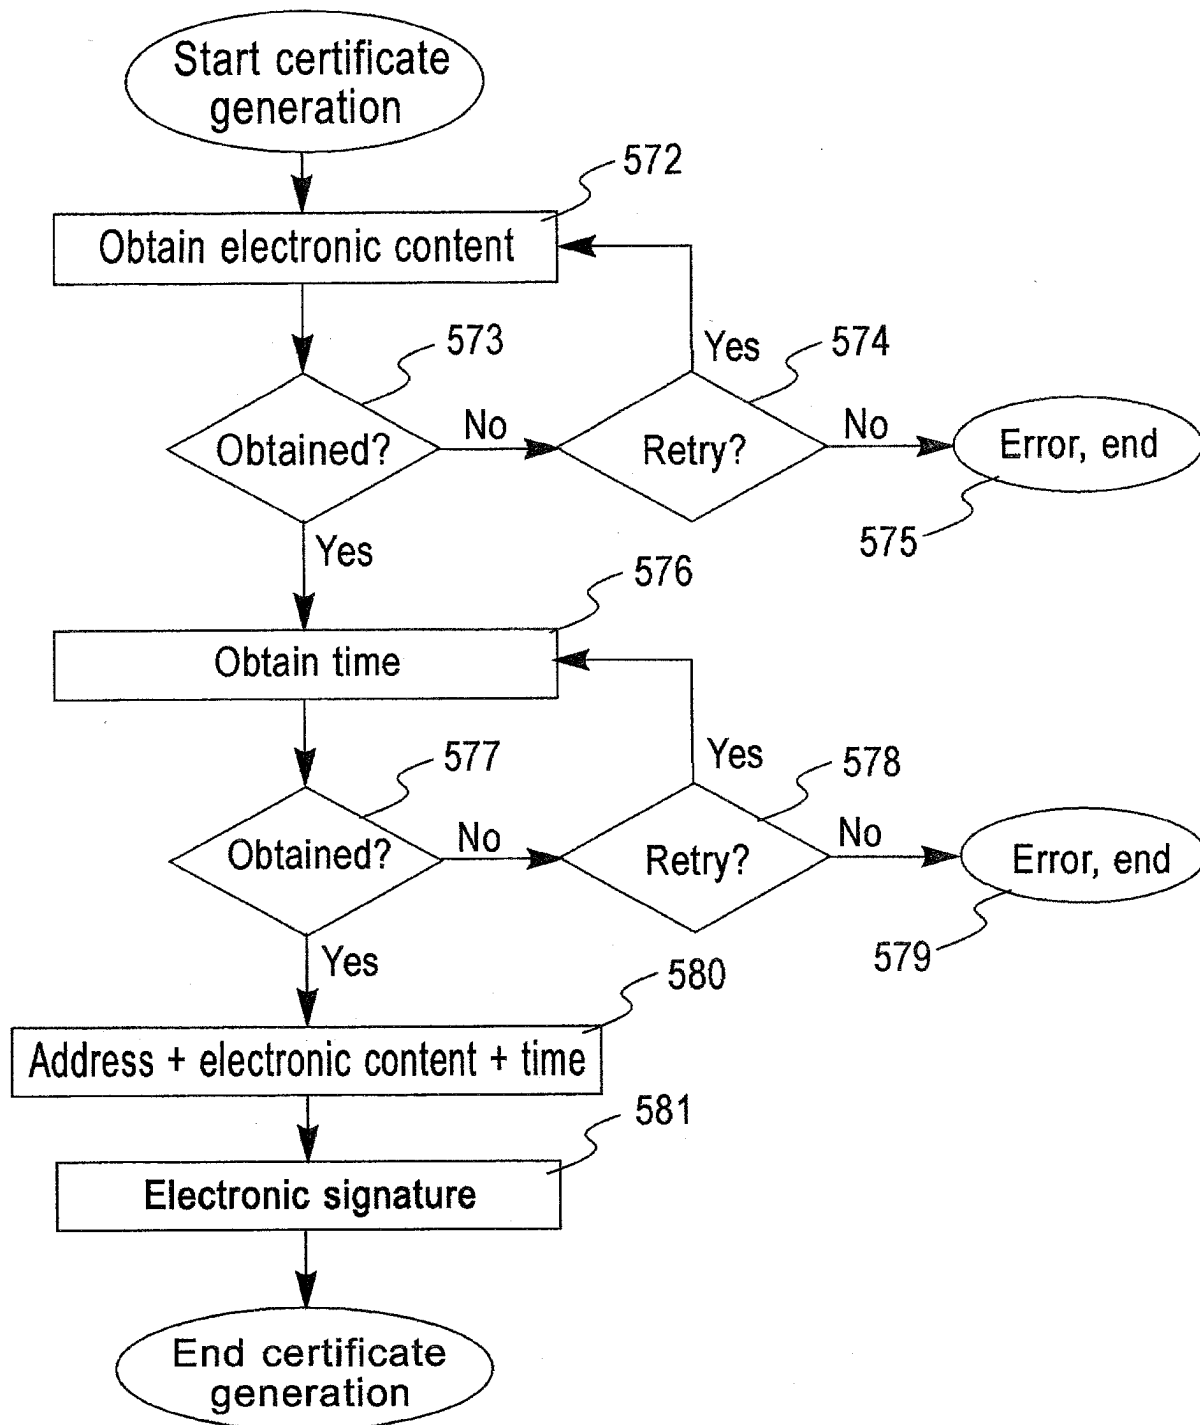 Start certificate
generation
572
Obtain electronic content
573
Yes
574
Obtained?
No
Retry?
No
Error, end
575
Yes
576
Obtain time
577
Yes
578
Obtained?
No
Retry?
No
Error, end
579
Yes
580
Address + electronic content + time
581
Electronic signature
End certificate
generation